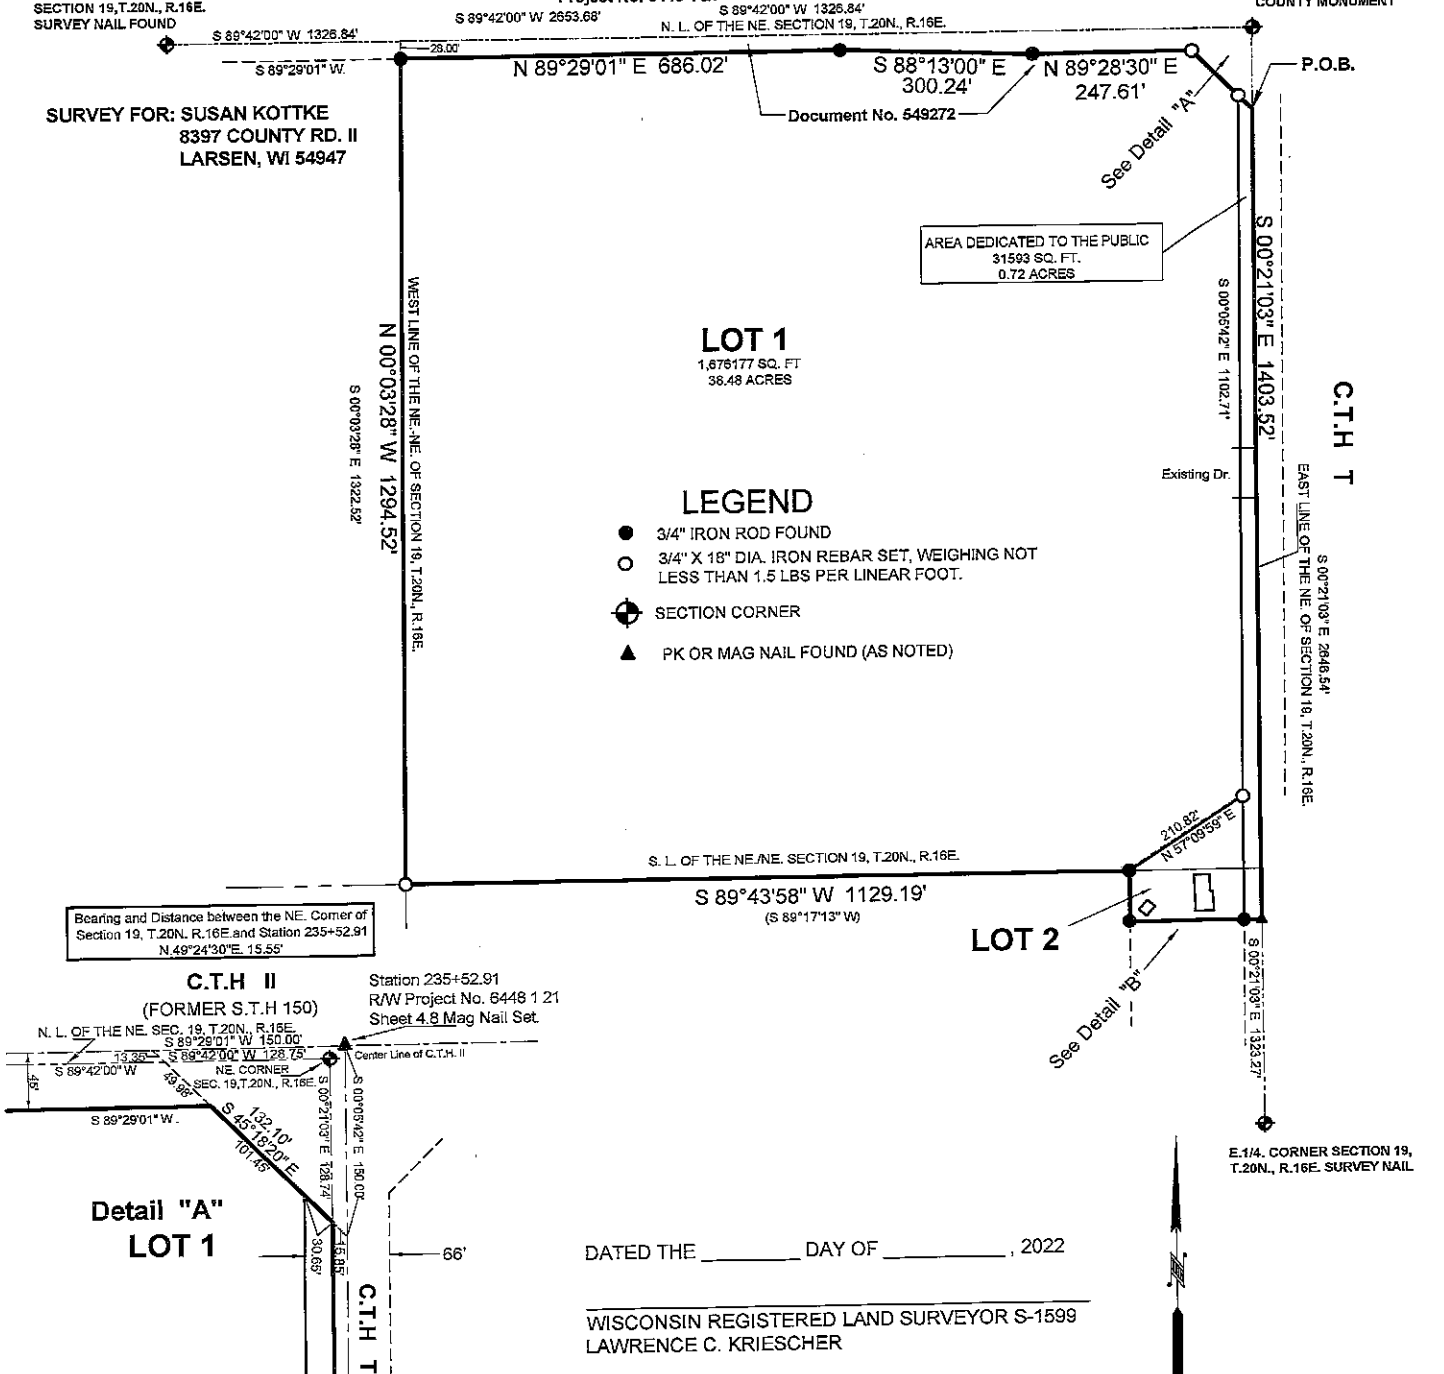 SECTION 19,T.20N., R.16E.
SURVEY NAIL FOUND
S 89°42'00" W 2653.68'
S 89°42'00" W 1326.84'
N. L. OF THE NE. SECTION 19, T.20N., R.16E.
COUNTY MONUMENT
S 89°42'00" W 1326.84'
28.00'
S 89°29'01" W.
N 89°29'01" E 686.02'
S 88°13'00" E
300.24'
N 89°28'30" E
247.61'
P.O.B.
Document No. 549272
See Detail "A"
SURVEY FOR: SUSAN KOTTKE
8397 COUNTY RD. II
LARSEN, WI 54947
AREA DEDICATED TO THE PUBLIC
31593 SQ. FT.
0.72 ACRES
S 00°21'03" E 1403.52'
S 00°06'42" E 1102.71'
WEST LINE OF THE NE.-NE. OF SECTION 19, T.20N., R.16E.
N 00°03'28" W 1294.52'
S 00°03'28" E 1322.52'
LOT 1
1,676177 SQ. FT
38.48 ACRES
C.T.H T
Existing Dr.
EAST LINE OF THE NE. OF SECTION 19, T.20N., R.16E.
S 00°21'03" E 2646.54'
LEGEND
3/4" IRON ROD FOUND
3/4" X 18" DIA. IRON REBAR SET, WEIGHING NOT
LESS THAN 1.5 LBS PER LINEAR FOOT.
SECTION CORNER
PK OR MAG NAIL FOUND (AS NOTED)
210.82'
N 57°09'59" E
S. L. OF THE NE./NE. SECTION 19, T.20N., R.16E.
S 89°43'58" W 1129.19'
(S 89°17'13" W)
LOT 2
See Detail "B"
S 00°21'03" E 1323.27'
E.1/4. CORNER SECTION 19,
T.20N., R.16E. SURVEY NAIL
Bearing and Distance between the NE. Corner of
Section 19, T.20N. R.16E.and Station 235+52.91
N.49°24'30"E. 15.55'
C.T.H II
(FORMER S.T.H 150)
Station 235+52.91
R/W Project No. 6448 1 21
Sheet 4.8 Mag Nail Set.
N. L. OF THE NE. SEC. 19, T.20N., R.16E.
S 89°29'01" W 150.00'
13.35'
S 89°42'00" W 128.75'
Center Line of C.T.H. II
S 89°42'00" W
NE. CORNER
SEC. 19,T.20N., R.16E.
49.98'
S 89°29'01" W.
132.10'
S 45°18'20" E
101.45'
S 00°21'03" E 128.74'
S 00°06'42" E 150.00'
Detail "A"
LOT 1
30.66'
15.85'
66'
C.T.H T
DATED THE ________ DAY OF __________ , 2022
WISCONSIN REGISTERED LAND SURVEYOR S-1599
LAWRENCE C. KRIESCHER